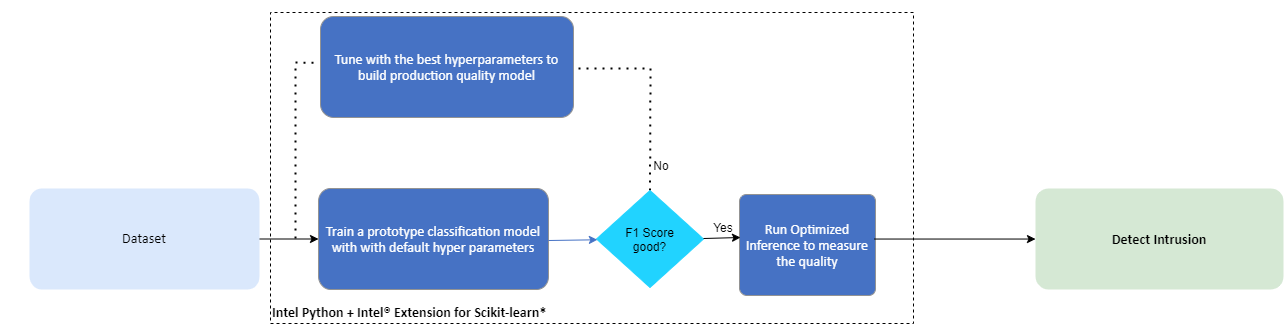 Tune with the best hyperparameters to
build production quality model
No
Dataset
Train a prototype classification model
with with default hyper parameters
F1 Score
good?
Yes
Run Optimized
Inference to measure
the quality
Detect Intrusion
Intel Python + Intel® Extension for Scikit-learn*